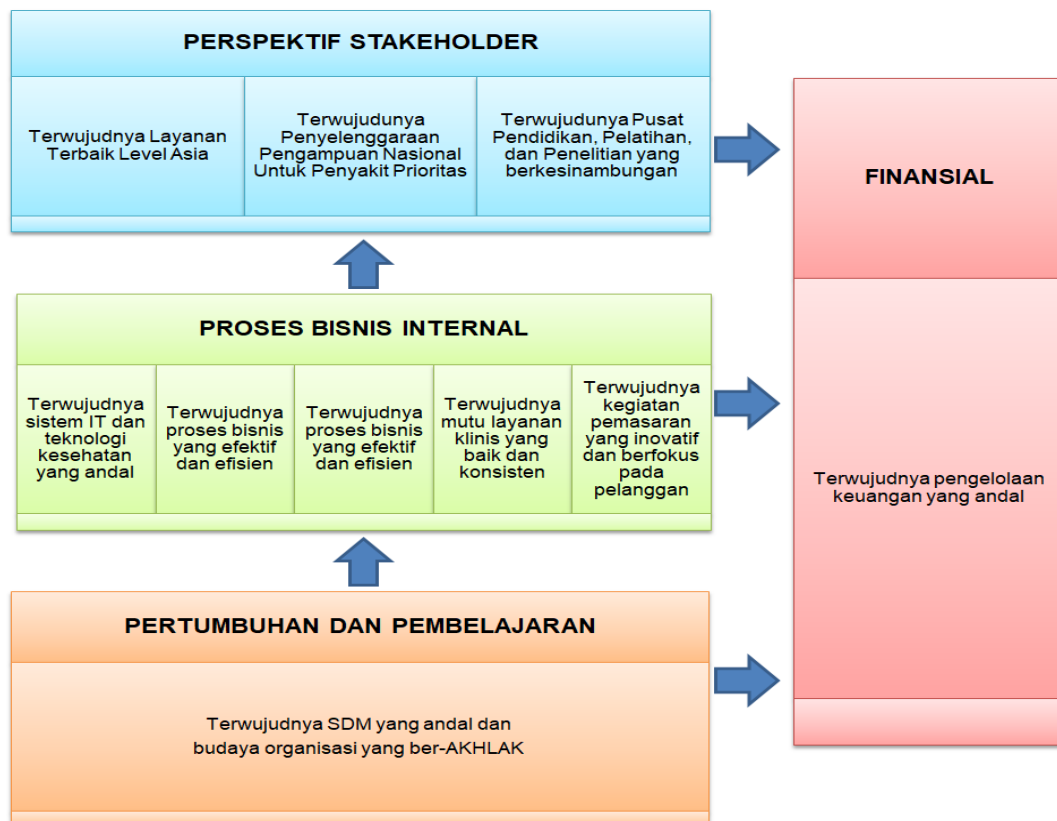 PERSPEKTIF STAKEHOLDER
Terwujudnya Layanan
Terbaik Level Asia
Terwujudunya
Penyelenggaraan
Pengampuan Nasional
Untuk Penyakit Prioritas
Terwujudunya Pusat
Pendidikan, Pelatihan,
dan Penelitian yang
berkesinambungan
PROSES BISNIS INTERNAL
Terwujudnya
sistem IT dan
teknologi
kesehatan
yang andal
Terwujudnya
proses bisnis
yang efektif
dan efisien
Terwujudnya
proses bisnis
yang efektif
dan efisien
Terwujudnya
mutu layanan
klinis yang
baik dan
konsisten
Terwujudnya
kegiatan
pemasaran
yang inovatif
dan berfokus
pada
pelanggan
PERTUMBUHAN DAN PEMBELAJARAN
Terwujudnya SDM yang andal dan
budaya organisasi yang ber-AKHLAK
FINANSIAL
Terwujudnya pengelolaan
keuangan yang andal